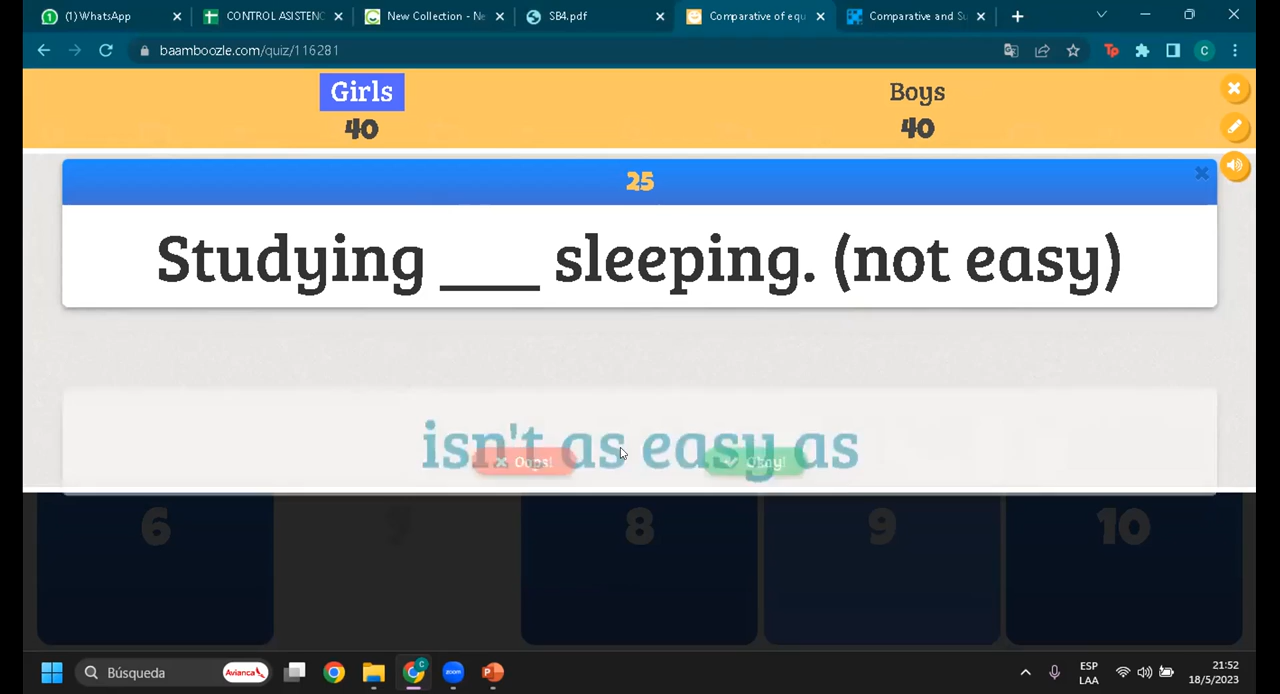 (1) WhatsApp
CONTROL ASISTENC
New Collection - Ne
SB4.pdf
Comparative of equ
Comparative and Su
baamboozle.com/quiz/116281
Girls
Boys
40
40
25
Studying ____ sleeping. (not easy)
isn't as easy as
Oops!
Okay!
6
8
9
10
Búsqueda
Avianca
zoom
ESP
LAA
21:52
18/5/2023